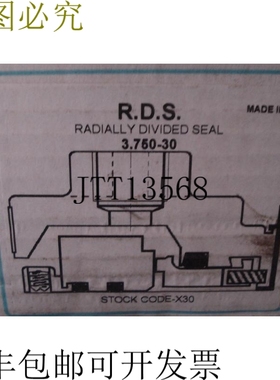 图必究
R.D.S.
MADE I
RADIALLY DIVIDED SEAL
3.750-30
JTT13568
STOCK CODE-X30
包邮可开发票